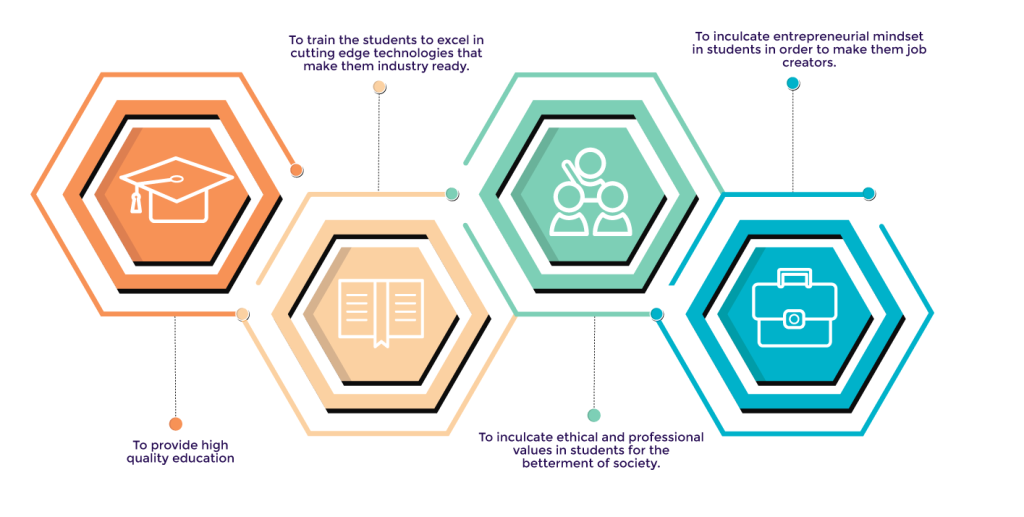 To train the students to excel in
cutting edge technologies that
make them industry ready.
To inculcate entrepreneurial mindset
in students in order to make them job
creators.
To provide high
quality education
To inculcate ethical and professional
values in students for the
betterment of society.